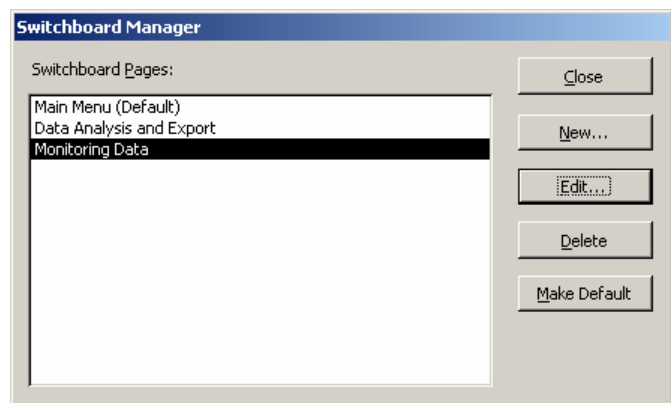 Switchboard Manager
Switchboard Pages:
Main Menu (Default)
Data Analysis and Export
Monitoring Data
Close
New...
Edit...
Delete
Make Default